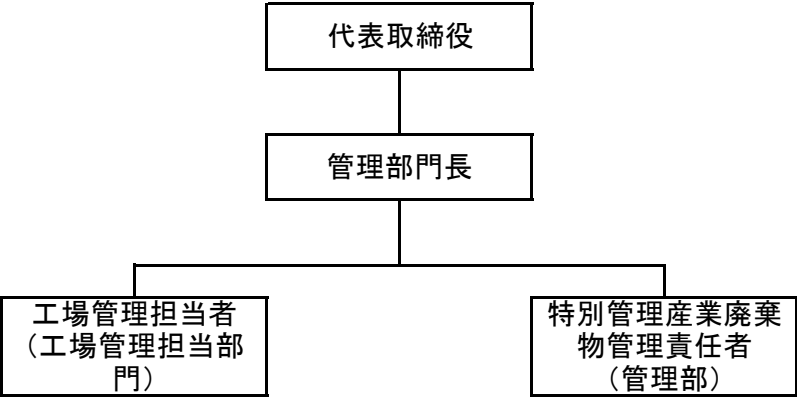 代表取締役
管理部門長
工場管理担当者
（工場管理担当部
門）
特別管理産業廃棄
物管理責任者
（管理部）